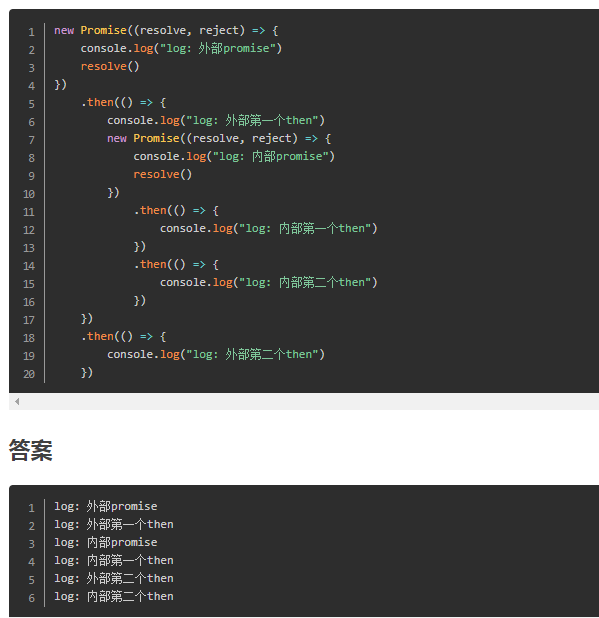 1 new Promise((resolve, reject) => {
2     console.log("log: 外部promise")
3     resolve()
4 })
5     .then(() => {
6         console.log("log: 外部第一个then")
7         new Promise((resolve, reject) => {
8             console.log("log: 内部promise")
9             resolve()
10         })
11             .then(() => {
12                 console.log("log: 内部第一个then")
13             })
14             .then(() => {
15                 console.log("log: 内部第二个then")
16             })
17     })
18     .then(() => {
19         console.log("log: 外部第二个then")
20     })
答案
1 log: 外部promise
2 log: 外部第一个then
3 log: 内部promise
4 log: 内部第一个then
5 log: 外部第二个then
6 log: 内部第二个then